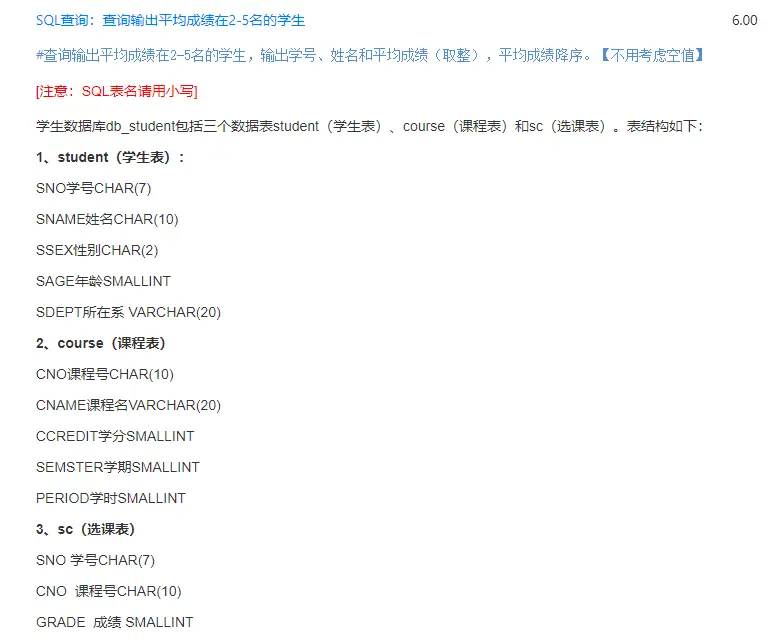 SQL查询：查询输出平均成绩在2-5名的学生 6.00
#查询输出平均成绩在2-5名的学生，输出学号、姓名和平均成绩（取整），平均成绩降序。【不用考虑空值】
[注意：SQL表名请用小写]
学生数据库db_student包括三个数据表student（学生表）、course（课程表）和sc（选课表）。表结构如下：
1、student（学生表）：
SNO学号CHAR(7)
SNAME姓名CHAR(10)
SSEX性别CHAR(2)
SAGE年龄SMALLINT
SDEPT所在系 VARCHAR(20)
2、course（课程表）
CNO课程号CHAR(10)
CNAME课程名VARCHAR(20)
CCREDIT学分SMALLINT
SEMSTER学期SMALLINT
PERIOD学时SMALLINT
3、sc（选课表）
SNO 学号CHAR(7)
CNO 课程号CHAR(10)
GRADE 成绩 SMALLINT